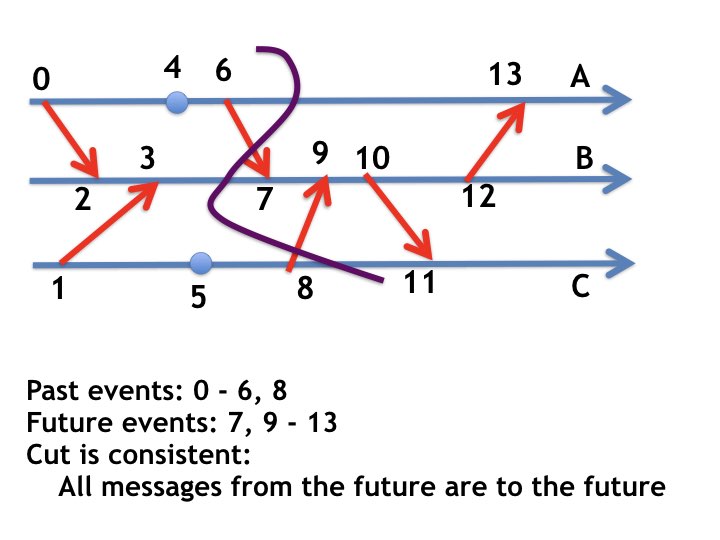 0
4
6
13
A
3
9
10
B
2
7
12
1
5
8
11
C
Past events: 0 - 6, 8
Future events: 7, 9 - 13
Cut is consistent:
All messages from the future are to the future